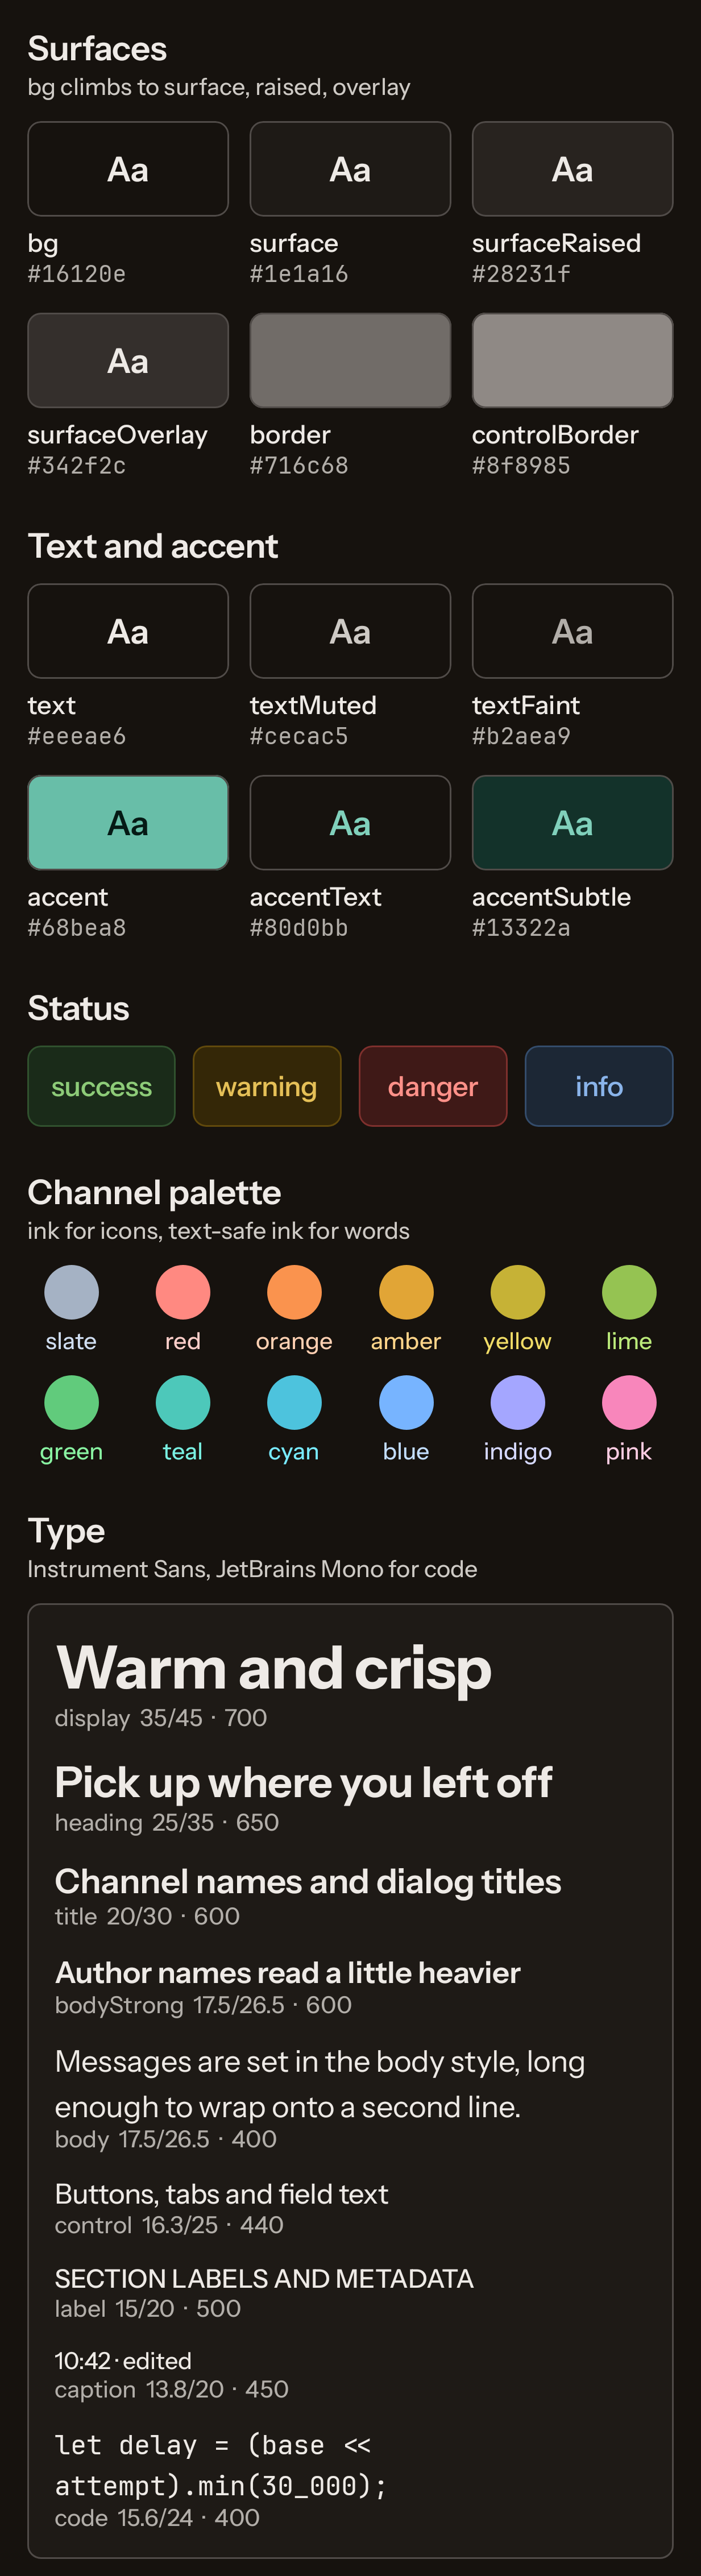 Surfaces
bg climbs to surface, raised, overlay
Aa Aa Aa
bg surface surfaceRaised
#16120e #1e1a16 #28231f
Aa
surfaceOverlay border controlBorder
#342f2c #716c68 #8f8985
Text and accent
Aa Aa Aa
text textMuted textFaint
#eeeae6 #cecac5 #b2aea9
Aa Aa Aa
accent accentText accentSubtle
#68bea8 #80d0bb #13322a
Status
success warning danger info
Channel palette
ink for icons, text-safe ink for words
slate red orange amber yellow lime
green teal cyan blue indigo pink
Type
Instrument Sans, JetBrains Mono for code
Warm and crisp
display 35/45 · 700
Pick up where you left off
heading 25/35 · 650
Channel names and dialog titles
title 20/30 · 600
Author names read a little heavier
bodyStrong 17.5/26.5 · 600
Messages are set in the body style, long
enough to wrap onto a second line.
body 17.5/26.5 · 400
Buttons, tabs and field text
control 16.3/25 · 440
SECTION LABELS AND METADATA
label 15/20 · 500
10:42 · edited
caption 13.8/20 · 450
let delay = (base <<
attempt).min(30_000);
code 15.6/24 · 400